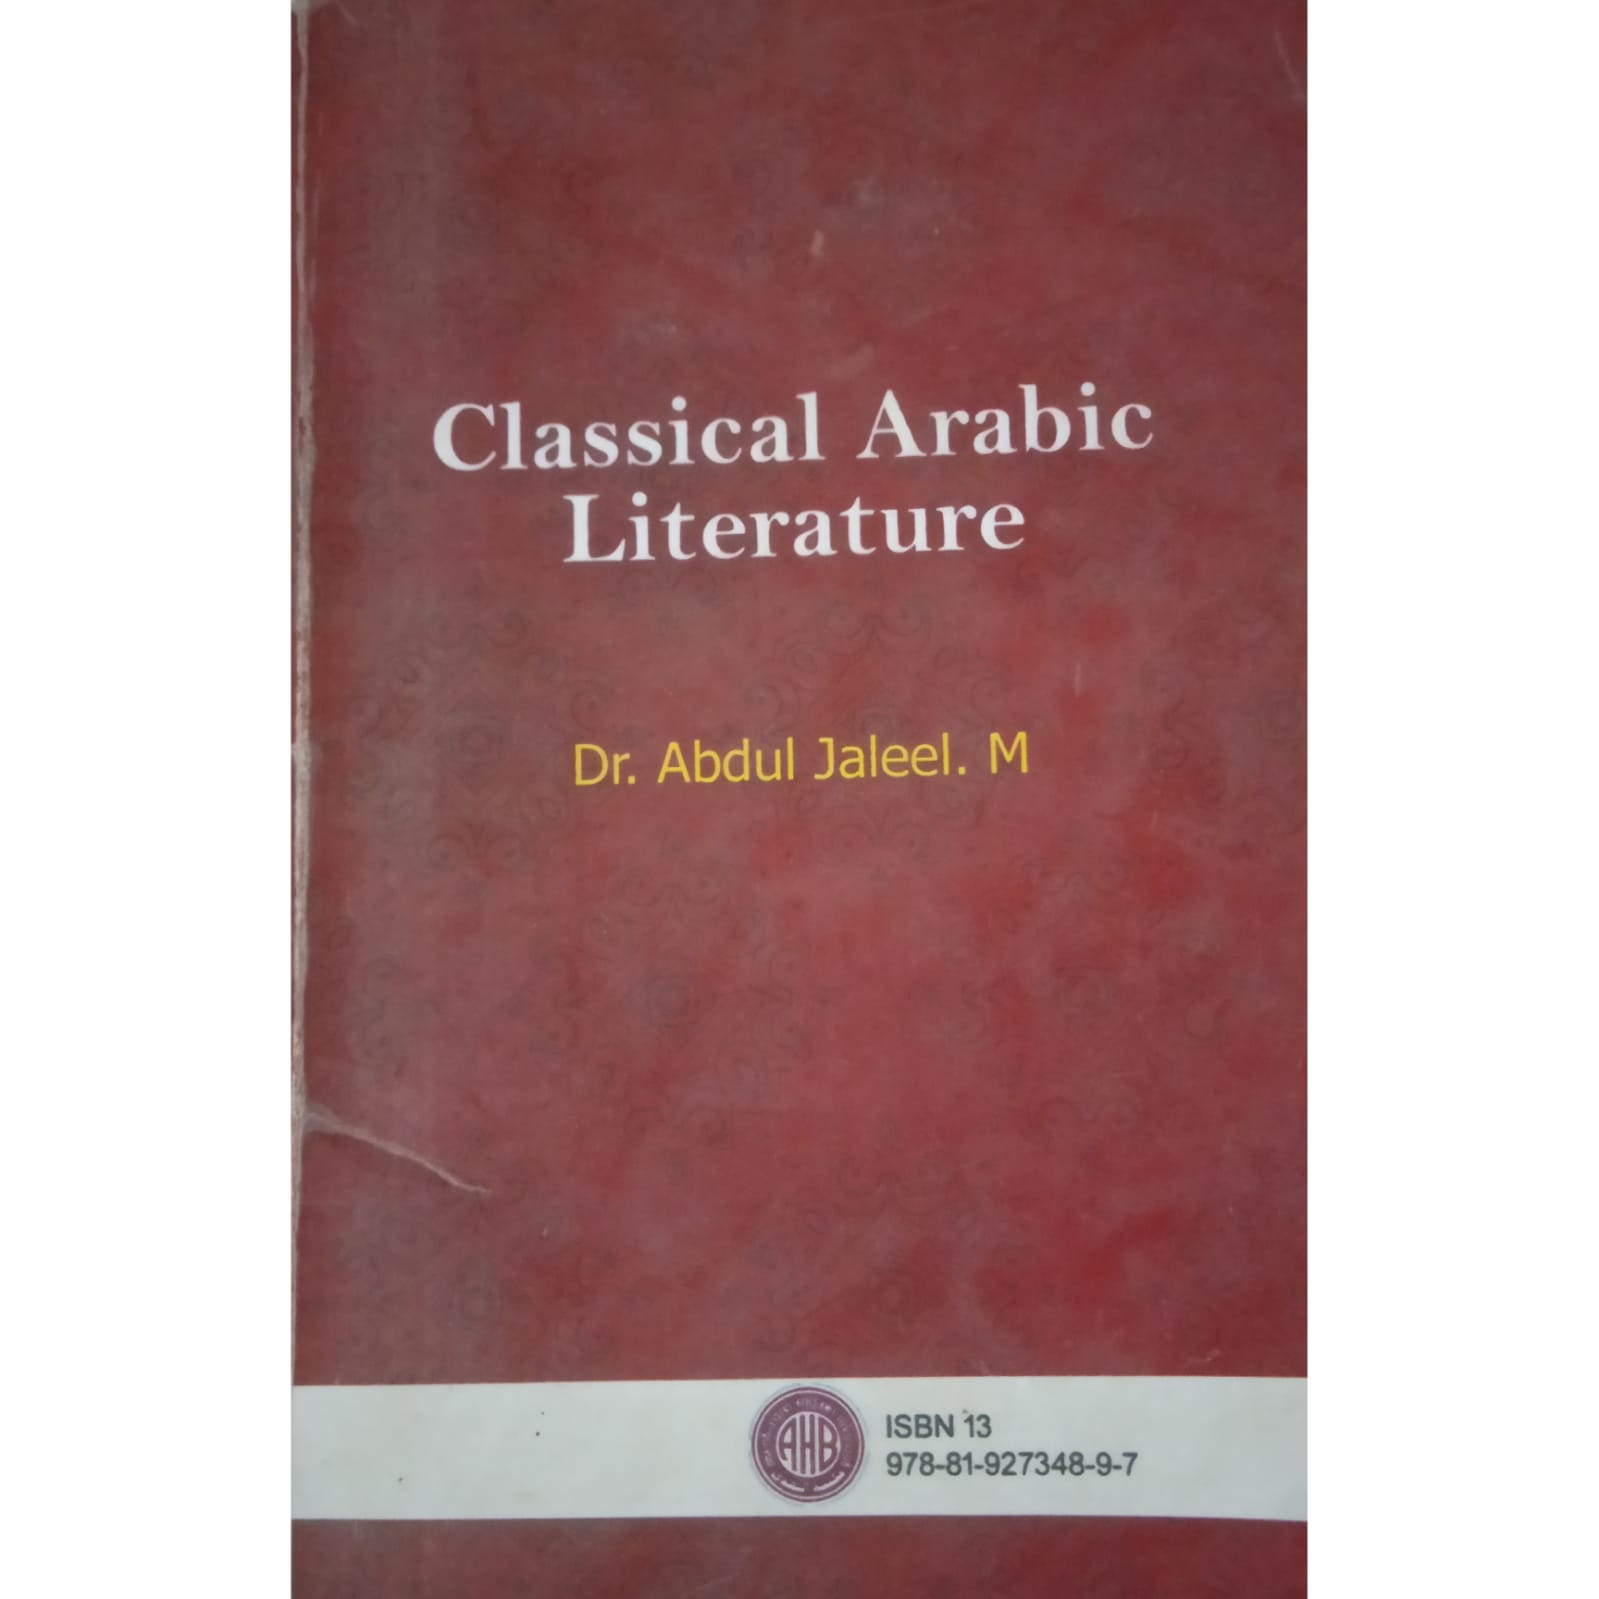 Classical Arabic
Literature
Dr. Abdul Jaleel. M
AHB
ISBN 13
978-81-927348-9-7